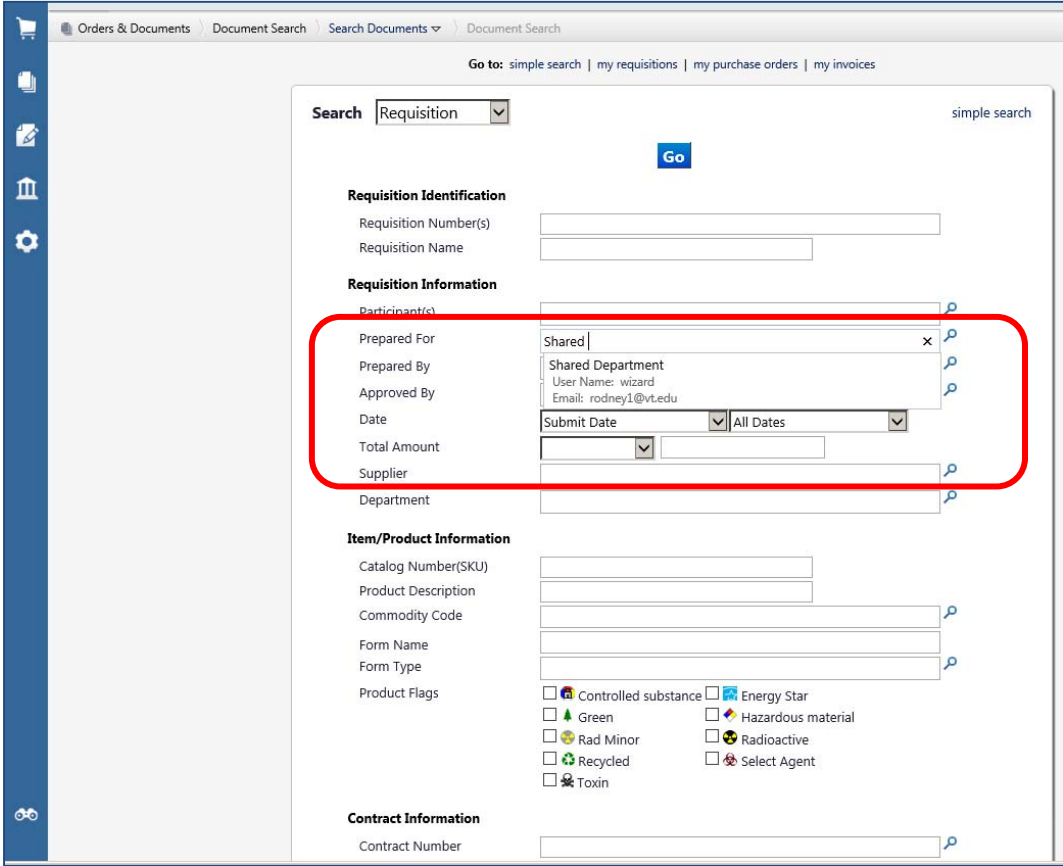 Orders & Documents Document Search Search Documents Document Search
Go to: simple search | my requisitions | my purchase orders | my invoices
Search Requisition simple search
Go
Requisition Identification
Requisition Number(s)
Requisition Name
Requisition Information
Participant(s)
Prepared For Shared
Prepared By Shared Department
User Name: wizard
Approved By
Email: rodney1@vt.edu
Date Submit Date All Dates
Total Amount
Supplier
Department
Item/Product Information
Catalog Number(SKU)
Product Description
Commodity Code
Form Name
Form Type
Product Flags Controlled substance Energy Star
Green Hazardous material
Rad Minor Radioactive
Recycled Select Agent
Toxin
Contract Information
Contract Number